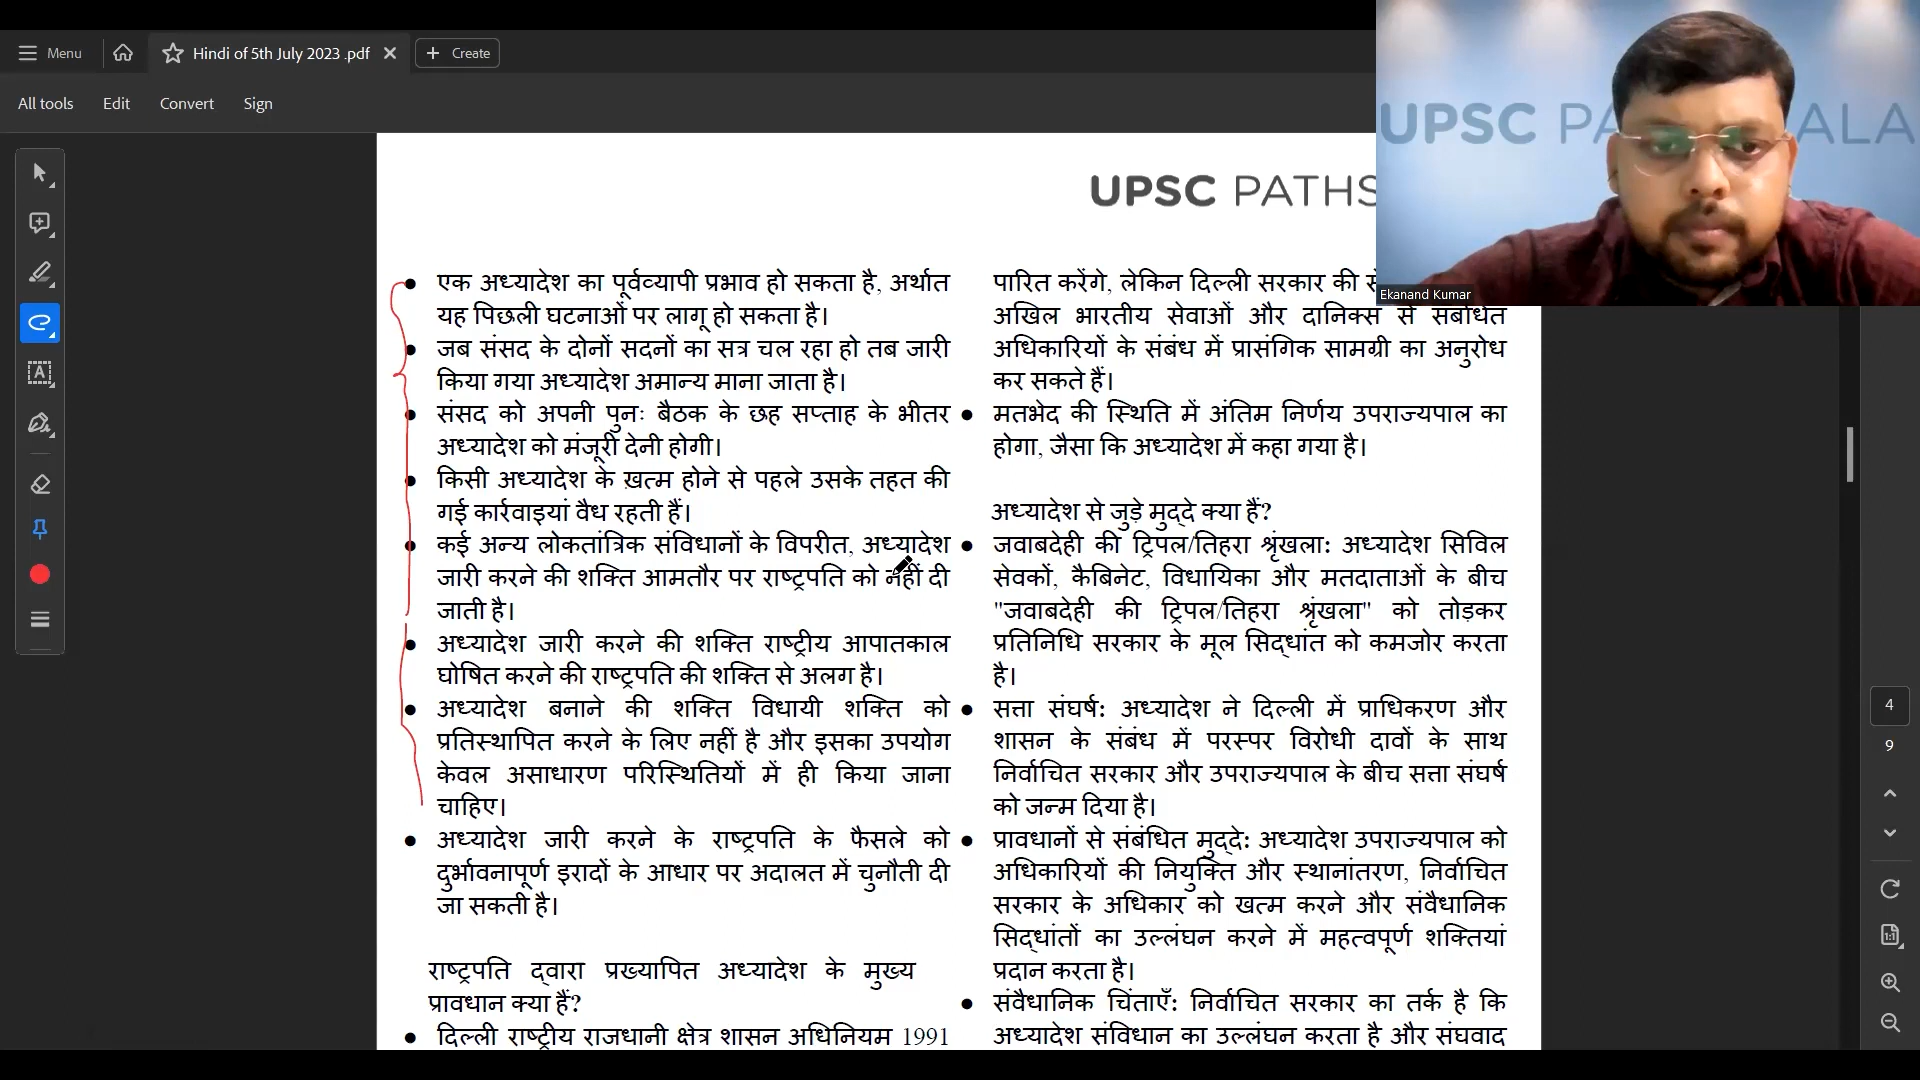 Menu
Hindi of 5th July 2023 .pdf
Create
All tools
Edit
Convert
Sign
UPSC PATHS
UPSC PA
ALA
Ekanand Kumar
एक अध्यादेश का पूर्वव्यापी प्रभाव हो सकता है, अर्थात
यह पिछली घटनाओं पर लागू हो सकता है।
जब संसद के दोनों सदनों का सत्र चल रहा हो तब जारी
किया गया अध्यादेश अमान्य माना जाता है।
संसद को अपनी पुनः बैठक के छह सप्ताह के भीतर
अध्यादेश को मंजूरी देनी होगी।
किसी अध्यादेश के ख़त्म होने से पहले उसके तहत की
गई कार्रवाइयां वैध रहती हैं।
कई अन्य लोकतांत्रिक संविधानों के विपरीत, अध्यादेश
जारी करने की शक्ति आमतौर पर राष्ट्रपति को नहीं दी
जाती है।
अध्यादेश जारी करने की शक्ति राष्ट्रीय आपातकाल
घोषित करने की राष्ट्रपति की शक्ति से अलग है।
अध्यादेश बनाने की शक्ति विधायी शक्ति को
प्रतिस्थापित करने के लिए नहीं है और इसका उपयोग
केवल असाधारण परिस्थितियों में ही किया जाना
चाहिए।
अध्यादेश जारी करने के राष्ट्रपति के फैसले को
दुर्भावनापूर्ण इरादों के आधार पर अदालत में चुनौती दी
जा सकती है।
राष्ट्रपति द्वारा प्रख्यापित अध्यादेश के मुख्य
प्रावधान क्या हैं?
दिल्ली राष्ट्रीय राजधानी क्षेत्र शासन अधिनियम 1991
पारित करेंगे, लेकिन दिल्ली सरकार की
अखिल भारतीय सेवाओं और दानिक्स से संबंधित
अधिकारियों के संबंध में प्रासंगिक सामग्री का अनुरोध
कर सकते हैं।
मतभेद की स्थिति में अंतिम निर्णय उपराज्यपाल का
होगा, जैसा कि अध्यादेश में कहा गया है।
अध्यादेश से जुड़े मुद्दे क्या हैं?
जवाबदेही की ट्रिपल/तिहरा श्रृंखला: अध्यादेश सिविल
सेवकों, कैबिनेट, विधायिका और मतदाताओं के बीच
"जवाबदेही की ट्रिपल/तिहरा श्रृंखला" को तोड़कर
प्रतिनिधि सरकार के मूल सिद्धांत को कमजोर करता
है।
सत्ता संघर्ष: अध्यादेश ने दिल्ली में प्राधिकरण और
शासन के संबंध में परस्पर विरोधी दावों के साथ
निर्वाचित सरकार और उपराज्यपाल के बीच सत्ता संघर्ष
को जन्म दिया है।
प्रावधानों से संबंधित मुद्दे: अध्यादेश उपराज्यपाल को
अधिकारियों की नियुक्ति और स्थानांतरण, निर्वाचित
सरकार के अधिकार को खत्म करने और संवैधानिक
सिद्धांतों का उल्लंघन करने में महत्वपूर्ण शक्तियां
प्रदान करता है।
संवैधानिक चिंताएँ: निर्वाचित सरकार का तर्क है कि
अध्यादेश संविधान का उल्लंघन करता है और संघवाद
4
9